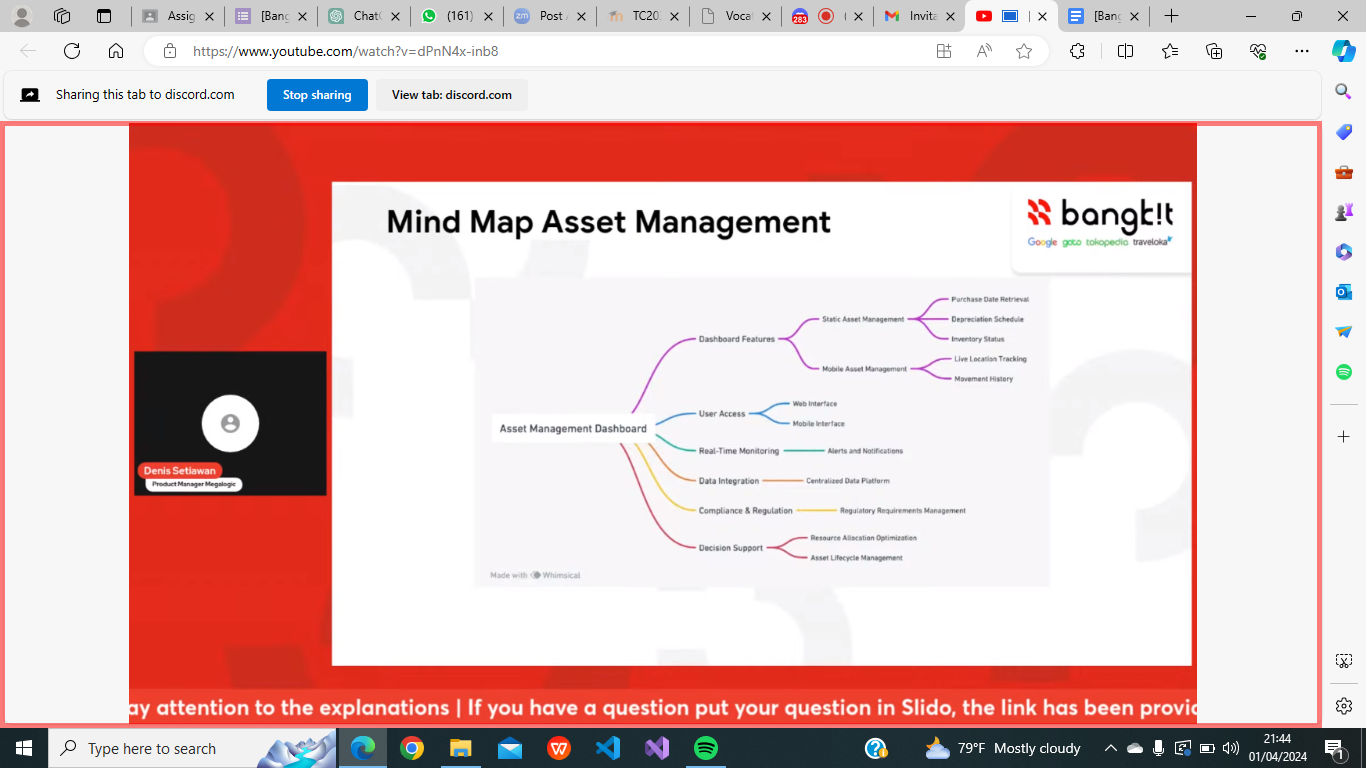 Assig
[Bang
ChatG
(161)
Post A
TC20
Vocat
283
Invita
[Bang
https://www.youtube.com/watch?v=dPnN4x-inb8
Sharing this tab to discord.com
Stop sharing
View tab: discord.com
Mind Map Asset Management
bangk!t
Google goto tokopedia traveloka
Asset Management Dashboard
Dashboard Features
Static Asset Management
Purchase Date Retrieval
Depreciation Schedule
Inventory Status
Mobile Asset Management
Live Location Tracking
Movement History
User Access
Web Interface
Mobile Interface
Real-Time Monitoring
Alerts and Notifications
Data Integration
Centralized Data Platform
Compliance & Regulation
Regulatory Requirements Management
Decision Support
Resource Allocation Optimization
Asset Lifecycle Management
Made with Whimsical
Denis Setiawan
Product Manager Megalogic
ay attention to the explanations | If you have a question put your question in Slido, the link has been provic
Type here to search
79°F Mostly cloudy
21:44
01/04/2024
1